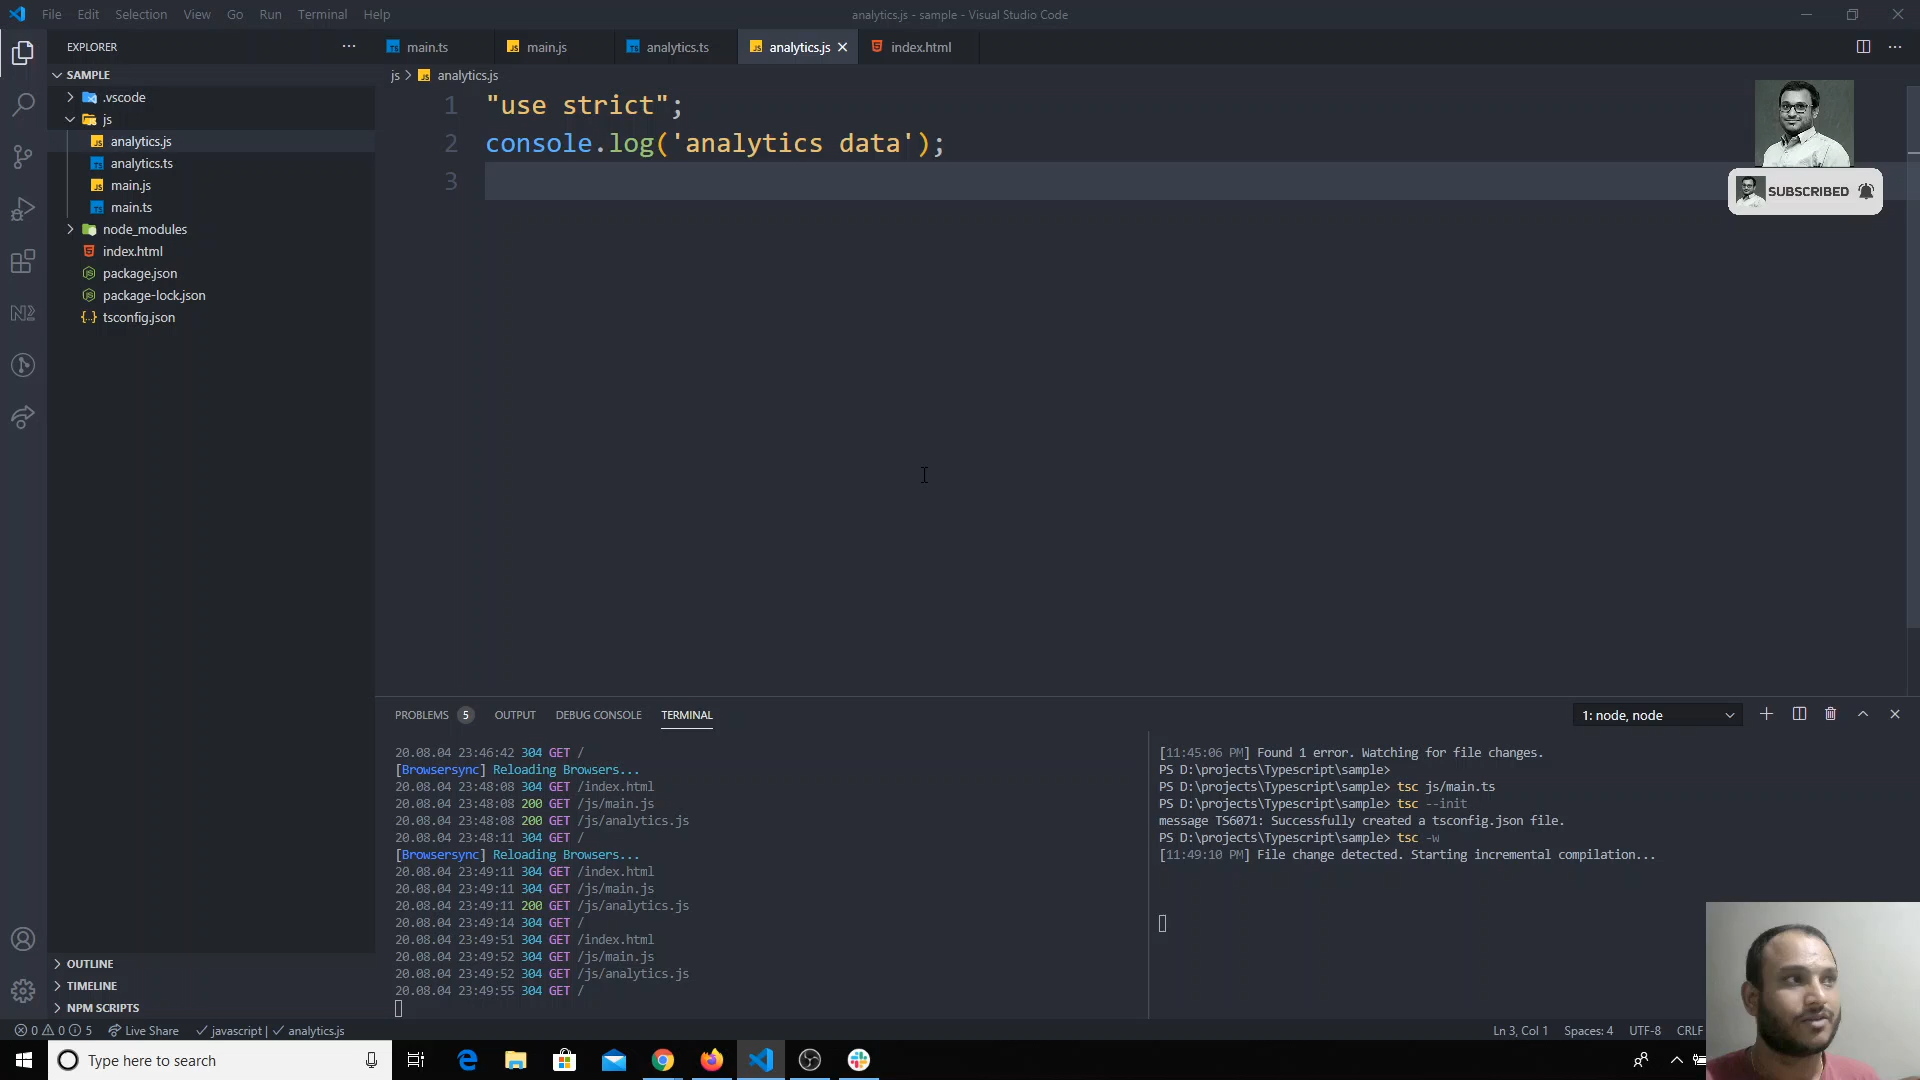 File Edit Selection View Go Run Terminal Help
analytics.js - sample - Visual Studio Code
EXPLORER
main.ts
main.js
analytics.ts
analytics.js
index.html
SAMPLE
js > analytics.js
.vscode
js
analytics.js
analytics.ts
main.js
main.ts
node_modules
index.html
package.json
package-lock.json
tsconfig.json
1 "use strict";
2 console.log('analytics data');
3
SUBSCRIBED
PROBLEMS 5 OUTPUT DEBUG CONSOLE TERMINAL
1: node, node
20.08.04 23:46:42 304 GET /
[Browsersync] Reloading Browsers...
20.08.04 23:48:08 304 GET /index.html
20.08.04 23:48:08 200 GET /js/main.js
20.08.04 23:48:08 200 GET /js/analytics.js
20.08.04 23:48:11 304 GET /
[Browsersync] Reloading Browsers...
20.08.04 23:49:11 304 GET /index.html
20.08.04 23:49:11 304 GET /js/main.js
20.08.04 23:49:11 200 GET /js/analytics.js
20.08.04 23:49:14 304 GET /
20.08.04 23:49:51 304 GET /index.html
20.08.04 23:49:52 304 GET /js/main.js
20.08.04 23:49:52 304 GET /js/analytics.js
20.08.04 23:49:55 304 GET /
[11:45:06 PM] Found 1 error. Watching for file changes.
PS D:\projects\Typescript\sample>
PS D:\projects\Typescript\sample> tsc js/main.ts
PS D:\projects\Typescript\sample> tsc --init
message TS6071: Successfully created a tsconfig.json file.
PS D:\projects\Typescript\sample> tsc -w
[11:49:10 PM] File change detected. Starting incremental compilation...
OUTLINE
TIMELINE
NPM SCRIPTS
0 0 5 Live Share javascript | analytics.js
Ln 3, Col 1 Spaces: 4 UTF-8 CRLF
Type here to search